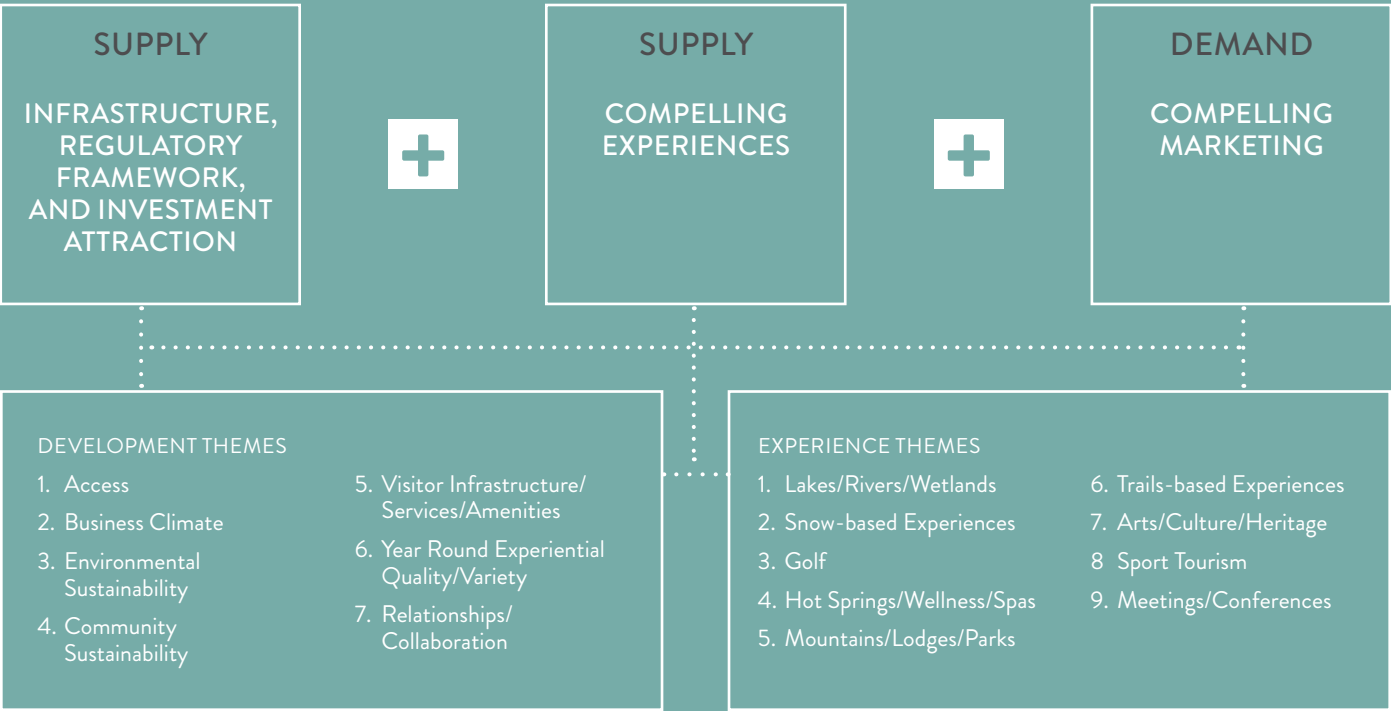 SUPPLY
INFRASTRUCTURE,
REGULATORY
FRAMEWORK,
AND INVESTMENT
ATTRACTION
+
SUPPLY
COMPELLING
EXPERIENCES
+
DEMAND
COMPELLING
MARKETING
DEVELOPMENT THEMES
1. Access
2. Business Climate
3. Environmental
Sustainability
4. Community
Sustainability
5. Visitor Infrastructure/
Services/Amenities
6. Year Round Experiential
Quality/Variety
7. Relationships/
Collaboration
EXPERIENCE THEMES
1. Lakes/Rivers/Wetlands
2. Snow-based Experiences
3. Golf
4. Hot Springs/Wellness/Spas
5. Mountains/Lodges/Parks
6. Trails-based Experiences
7. Arts/Culture/Heritage
8 Sport Tourism
9. Meetings/Conferences